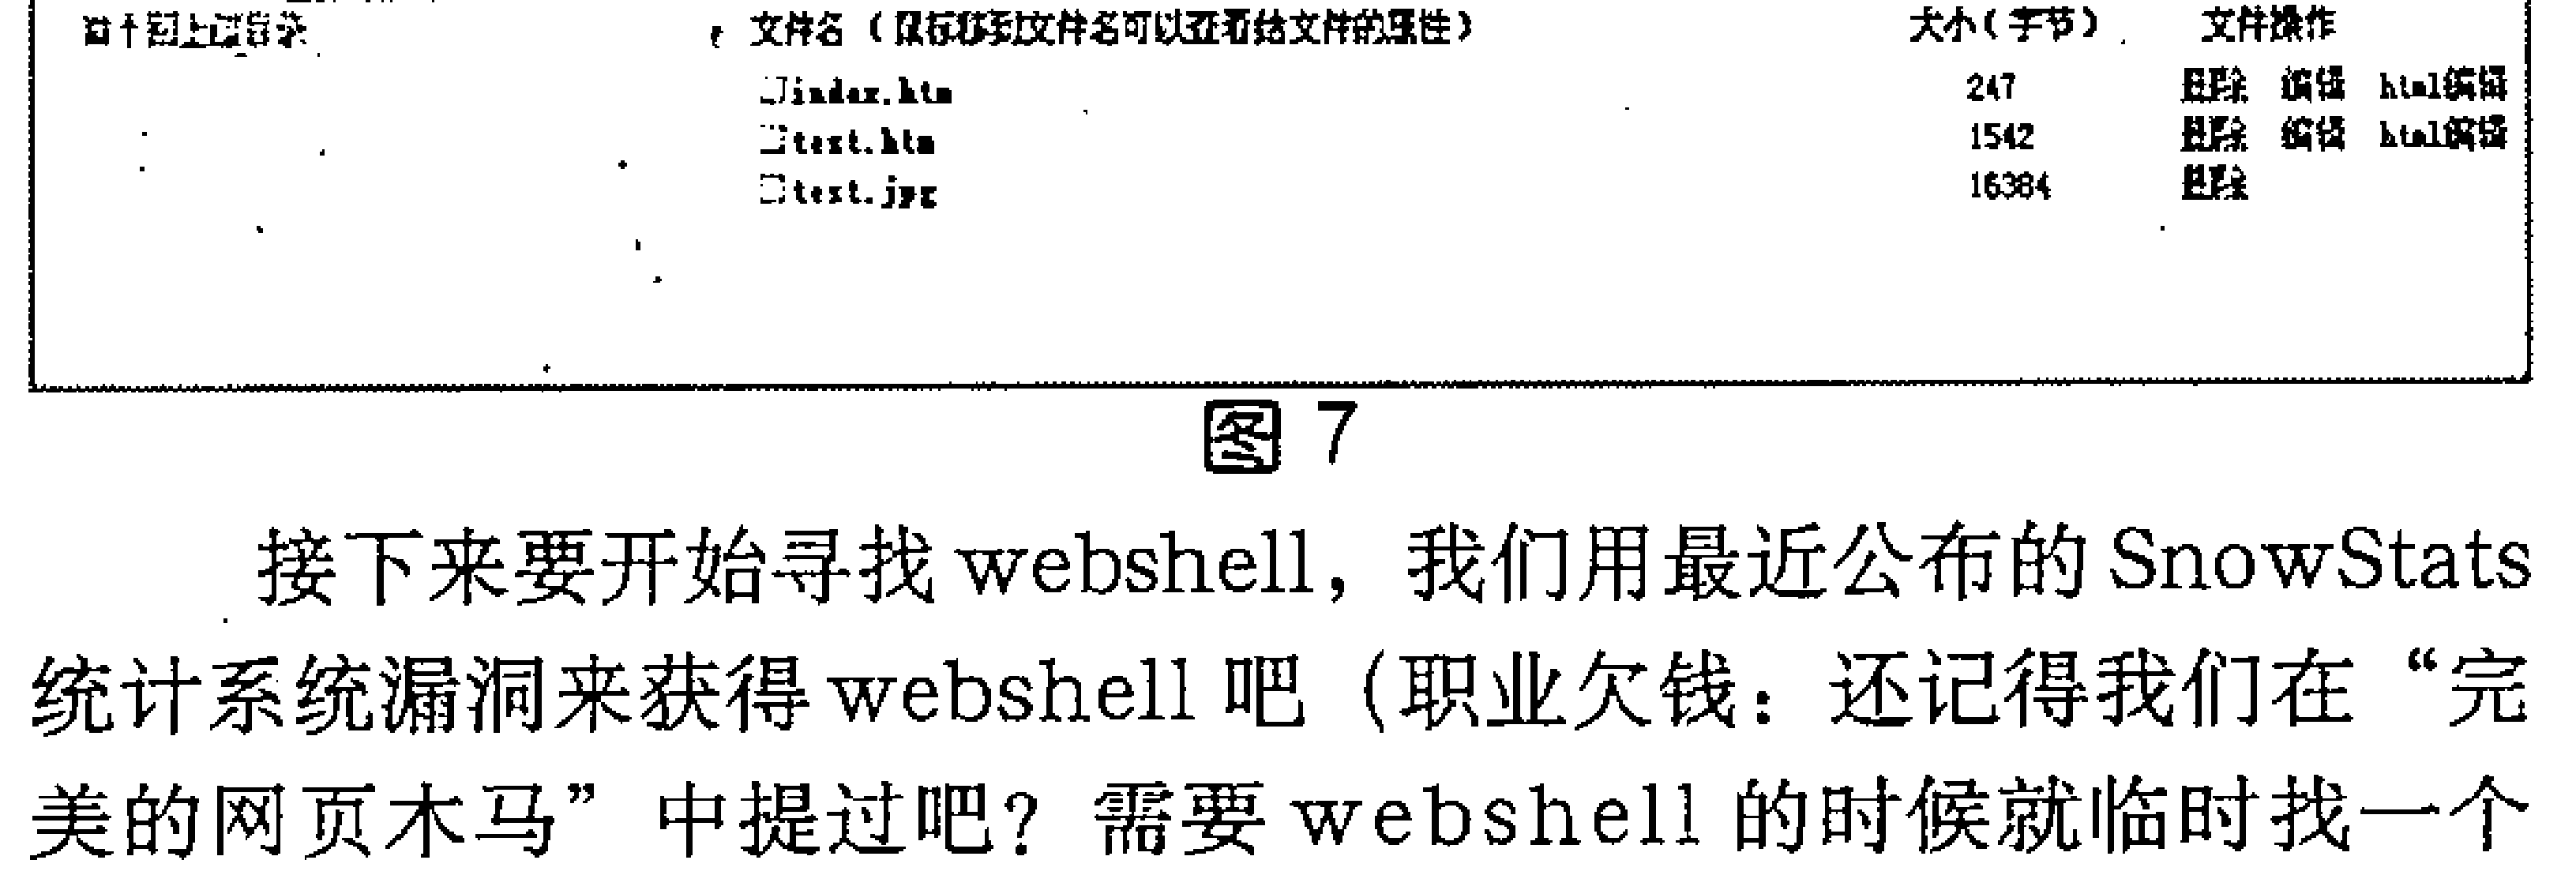 文件名（鼠标移到文件名可以查看给文件的属性） 大小（字节） 文件操作
index.htm 247 删除 编辑 html编辑
text.htm 1542 删除 编辑 html编辑
text.jpg 16384 删除
图 7
接下来要开始寻找 webshell，我们用最近公布的 SnowStats
统计系统漏洞来获得 webshell 吧（职业欠钱：还记得我们在“完
美的网页木马”中提过吧？需要 webshell 的时候就临时找一个